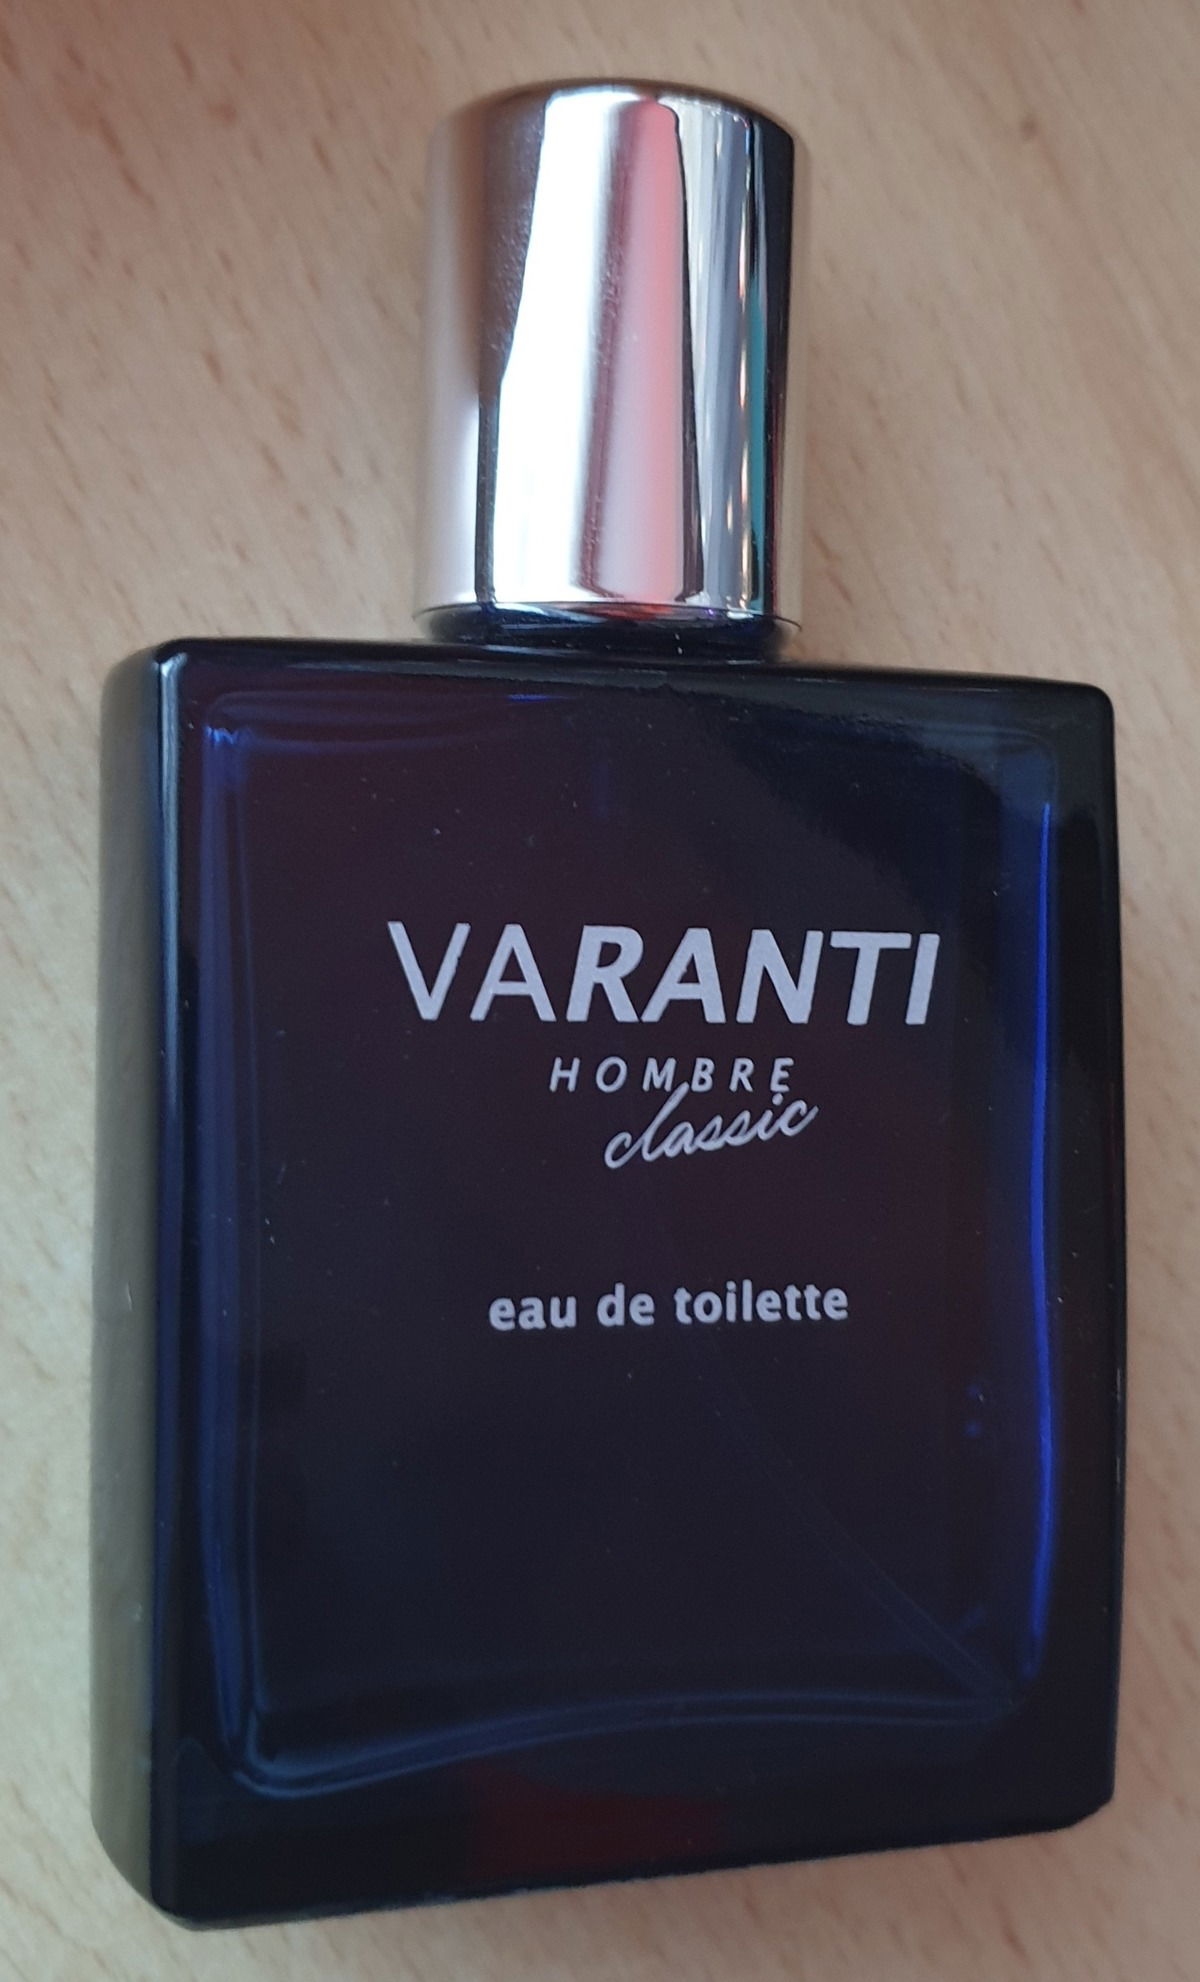 VARANTI
HOMBRE
classic
eau de toilette